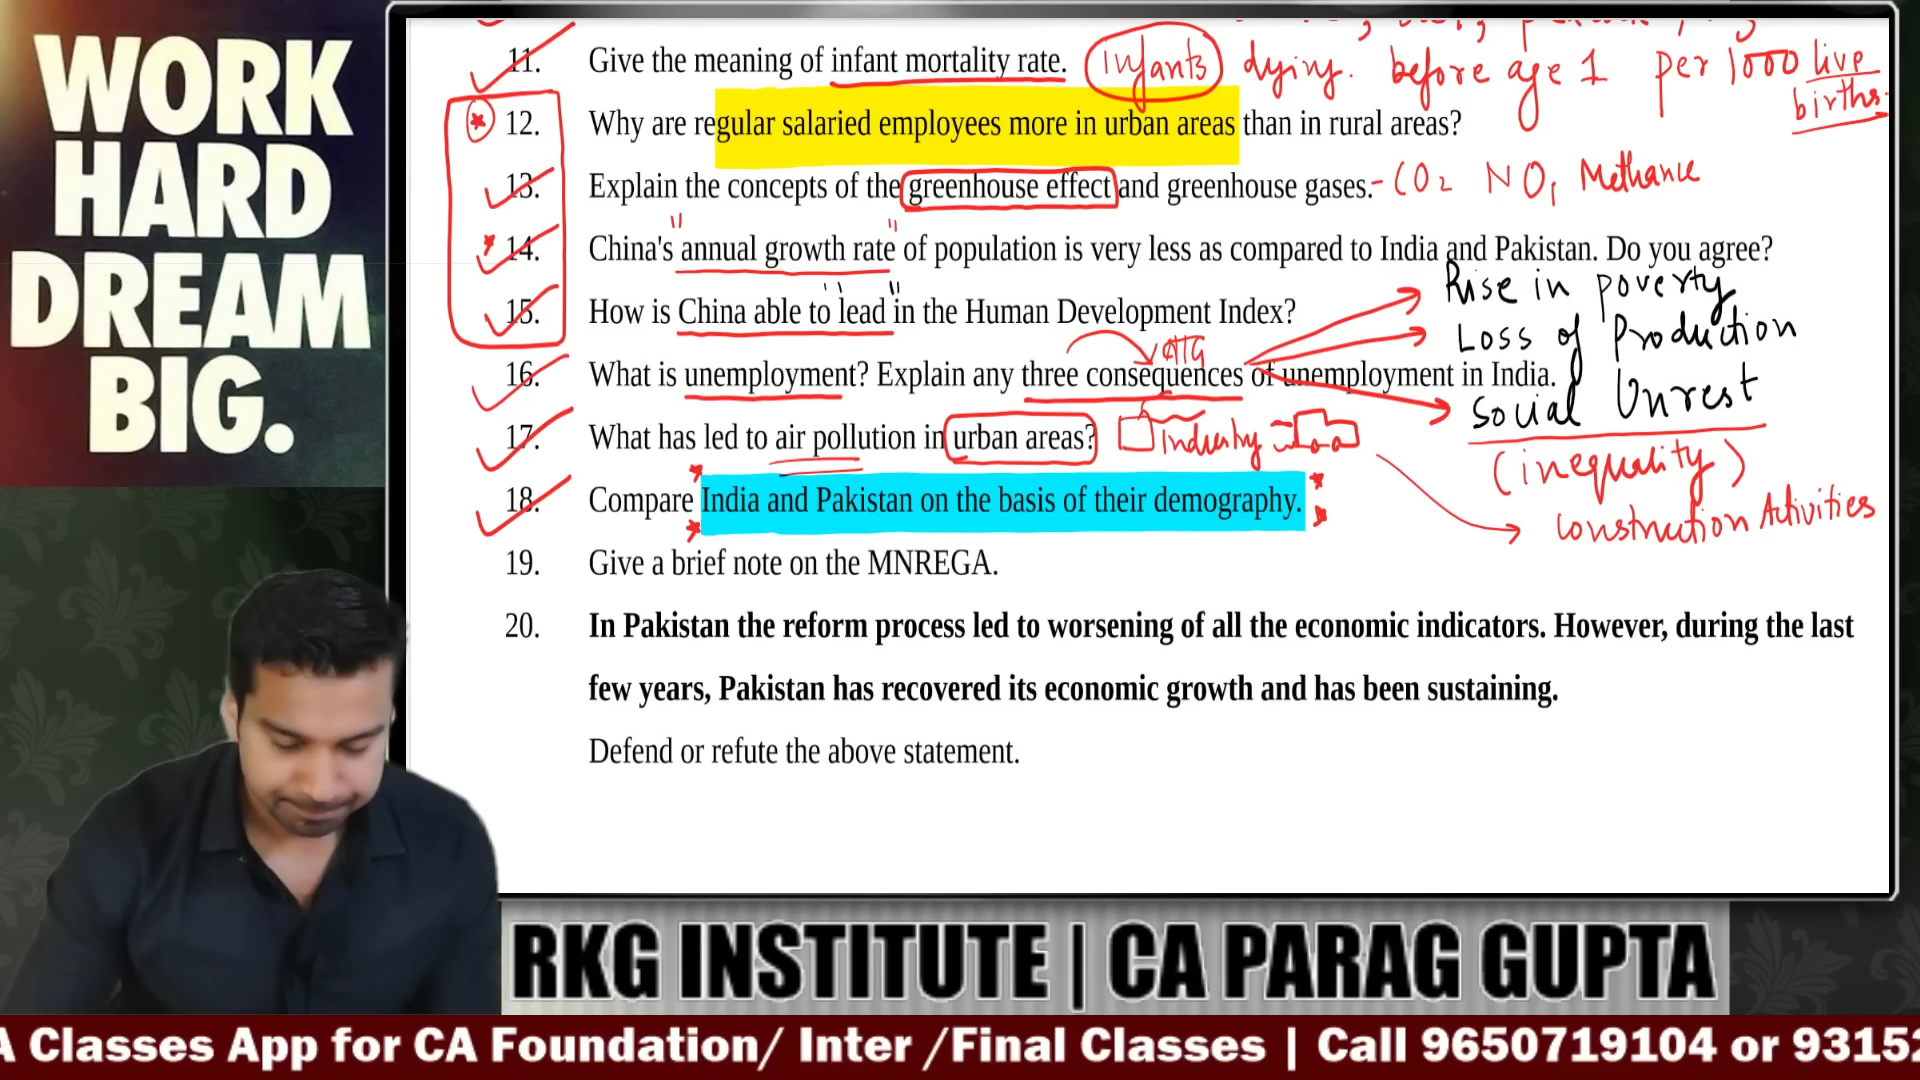 WORK
HARD
DREAM
BIG.
11. Give the meaning of infant mortality rate. Infants dying. before age 1 per 1000 live births.
12. Why are regular salaried employees more in urban areas than in rural areas?
13. Explain the concepts of the greenhouse effect and greenhouse gases. - CO2 NO, Methance
14. China's "annual growth rate" of population is very less as compared to India and Pakistan. Do you agree?
15. How is China able to lead in the Human Development Index?
Rise in poverty
Loss of Production
16. What is unemployment? Explain any three consequences of unemployment in India.
Social Unrest
17. What has led to air pollution in urban areas? Industry
(inequality)
18. Compare India and Pakistan on the basis of their demography.
Construction Activities
19. Give a brief note on the MNREGA.
20. In Pakistan the reform process led to worsening of all the economic indicators. However, during the last
few years, Pakistan has recovered its economic growth and has been sustaining.
Defend or refute the above statement.
RKG INSTITUTE | CA PARAG GUPTA
A Classes App for CA Foundation/ Inter /Final Classes | Call 9650719104 or 9315